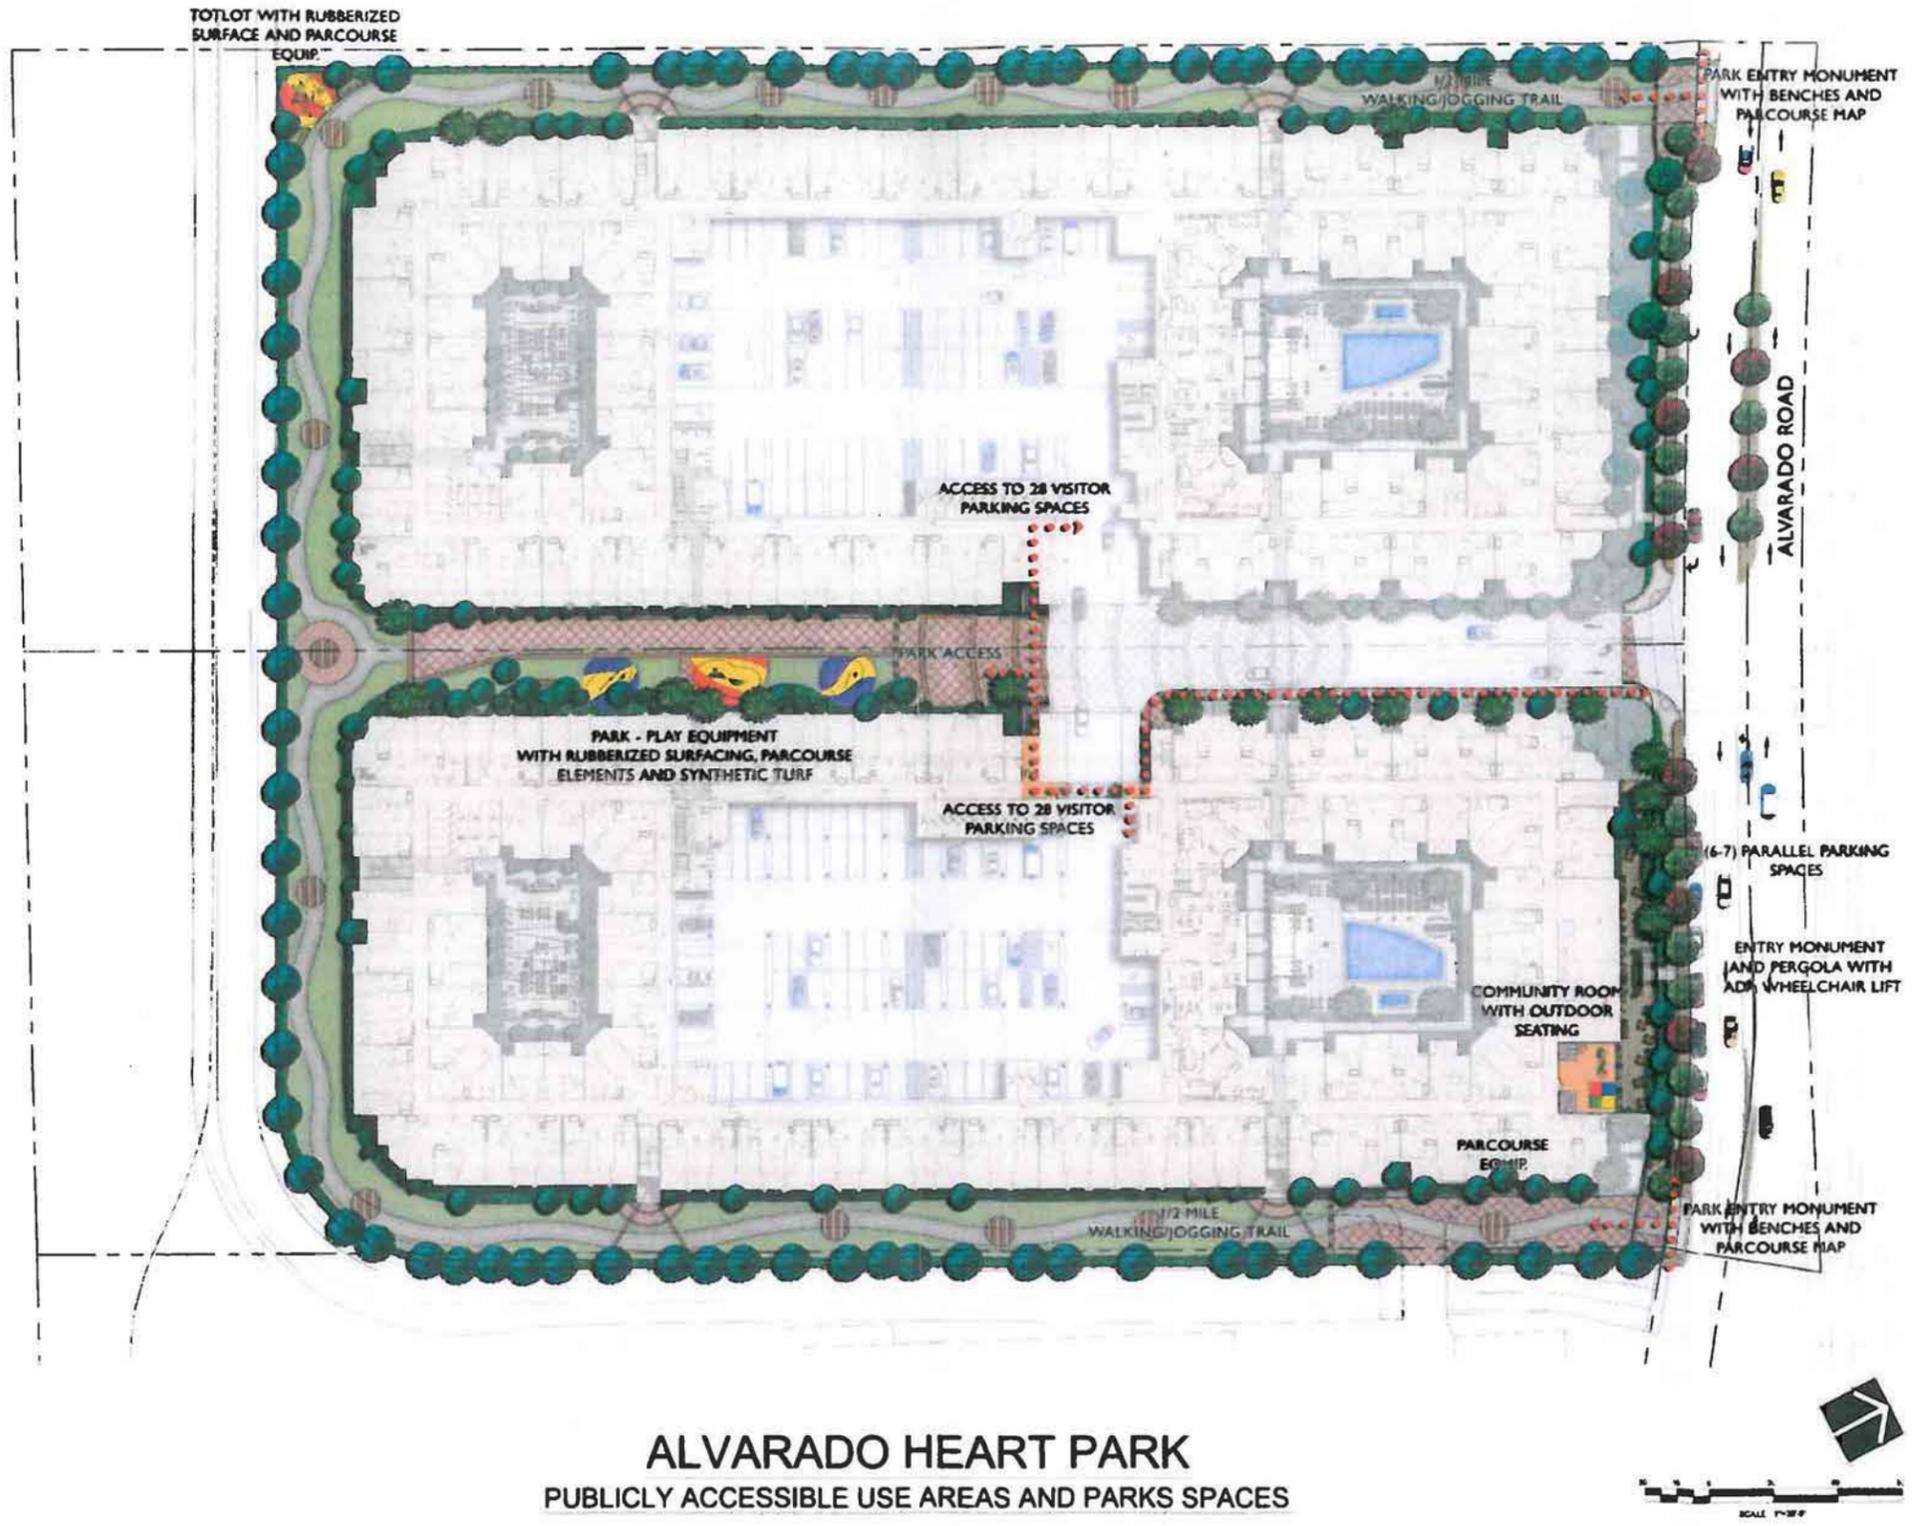 TOTLOT WITH RUBBERIZED
SURFACE AND PARCOURSE
EQUIP.
PARK ENTRY MONUMENT
WITH BENCHES AND
PARCOURSE MAP
1/2 MILE
WALKING/JOGGING TRAIL
ALVARADO ROAD
ACCESS TO 28 VISITOR
PARKING SPACES
PARK ACCESS
PARK - PLAY EQUIPMENT
WITH RUBBERIZED SURFACING, PARCOURSE
ELEMENTS AND SYNTHETIC TURF
ACCESS TO 28 VISITOR
PARKING SPACES
(6-7) PARALLEL PARKING
SPACES
ENTRY MONUMENT
AND PERGOLA WITH
ADA WHEELCHAIR LIFT
COMMUNITY ROOM
WITH OUTDOOR
SEATING
PARCOURSE
EQUIP.
1/2 MILE
WALKING/JOGGING TRAIL
PARK ENTRY MONUMENT
WITH BENCHES AND
PARCOURSE MAP
ALVARADO HEART PARK
PUBLICLY ACCESSIBLE USE AREAS AND PARKS SPACES
SCALE